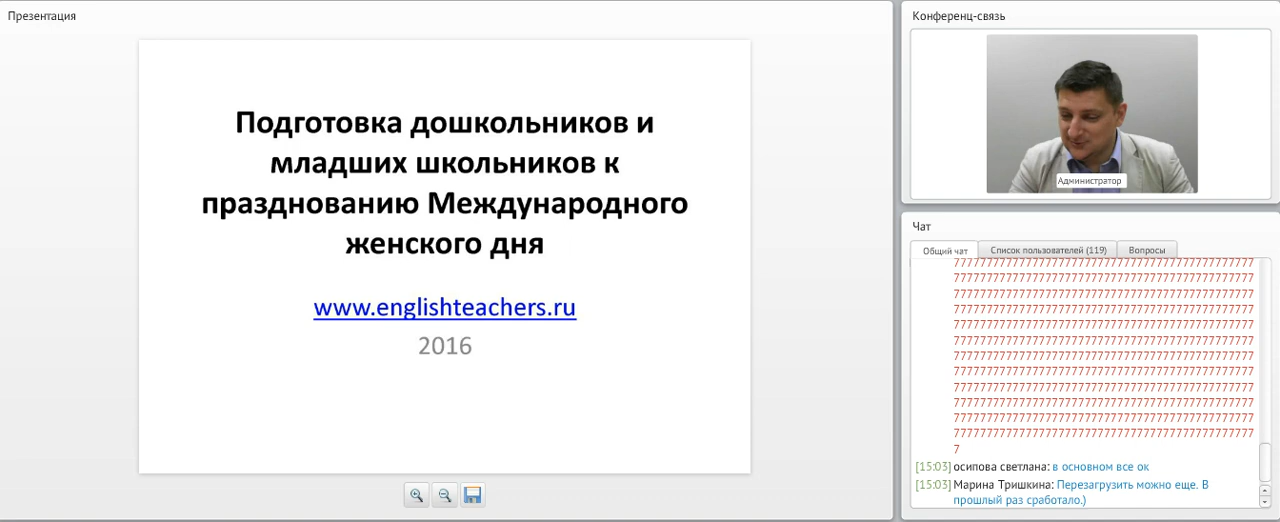 Презентация
Подготовка дошкольников и
младших школьников к
празднованию Международного
женского дня
www.englishteachers.ru
2016
Конференц-связь
Администратор
Чат
Общий чат
Список пользователей (119)
Вопросы
7777777777777777777777777777777777777777777777
7777777777777777777777777777777777777777777777
7777777777777777777777777777777777777777777777
7777777777777777777777777777777777777777777777
7777777777777777777777777777777777777777777777
7777777777777777777777777777777777777777777777
7777777777777777777777777777777777777777777777
7777777777777777777777777777777777777777777777
7777777777777777777777777777777777777777777777
7777777777777777777777777777777777777777777777
7777777777777777777777777777777777777777777777
7777777777777777777777777777777777777777777777
7
[15:03] осипова светлана: в основном все ок
[15:03] Марина Тришкина: Перезагрузить можно еще. В
прошлый раз сработало.)